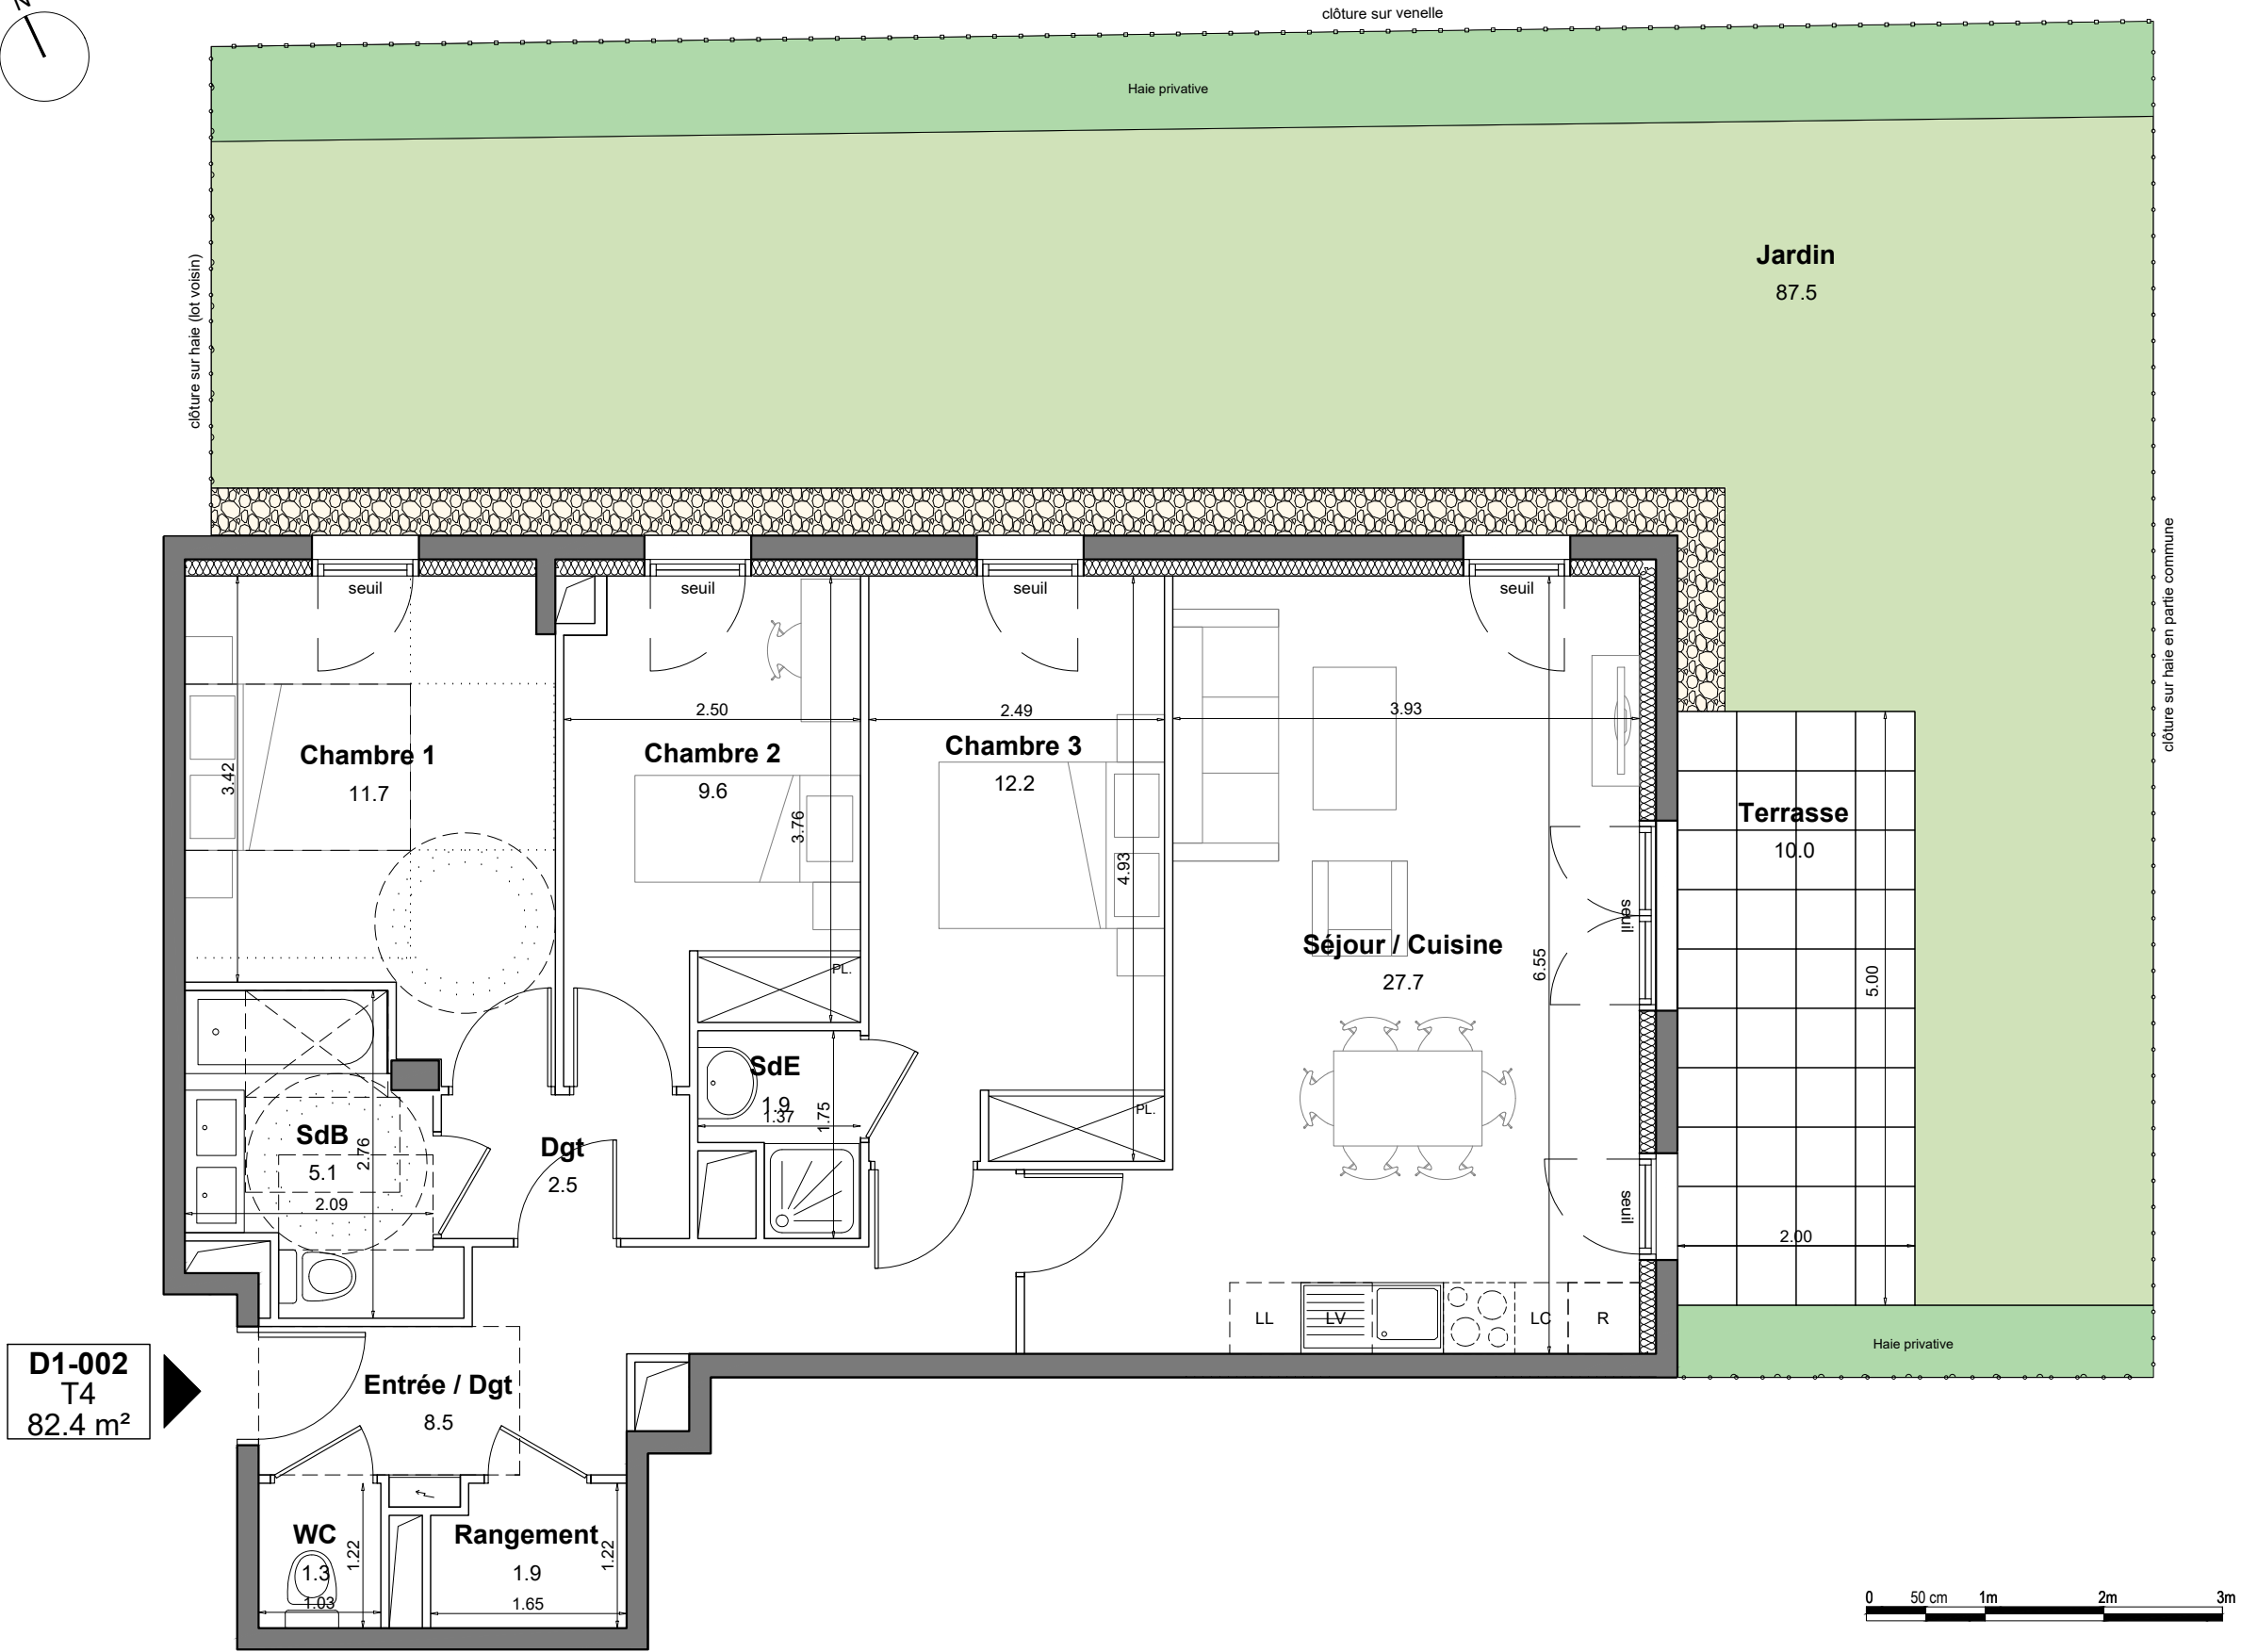 N
clôture sur venelle
Haie privative
Jardin
87.5
clôture sur haie (lot voisin)
clôture sur haie en partie commune
seuil
seuil
seuil
seuil
2.50
2.49
3.93
Chambre 1
11.7
3.42
Chambre 2
9.6
3.76
Chambre 3
12.2
4.93
Terrasse
10.0
seuil
Séjour / Cuisine
27.7
6.55
5.00
PL.
SdE
1.9
1.37
1.75
PL.
SdB
5.1
2.76
2.09
Dgt
2.5
seuil
2.00
LL
LV
LC
R
Haie privative
D1-002
T4
82.4 m²
Entrée / Dgt
8.5
WC
1.3
1.22
1.03
Rangement
1.9
1.22
1.65
0 50 cm 1m 2m 3m